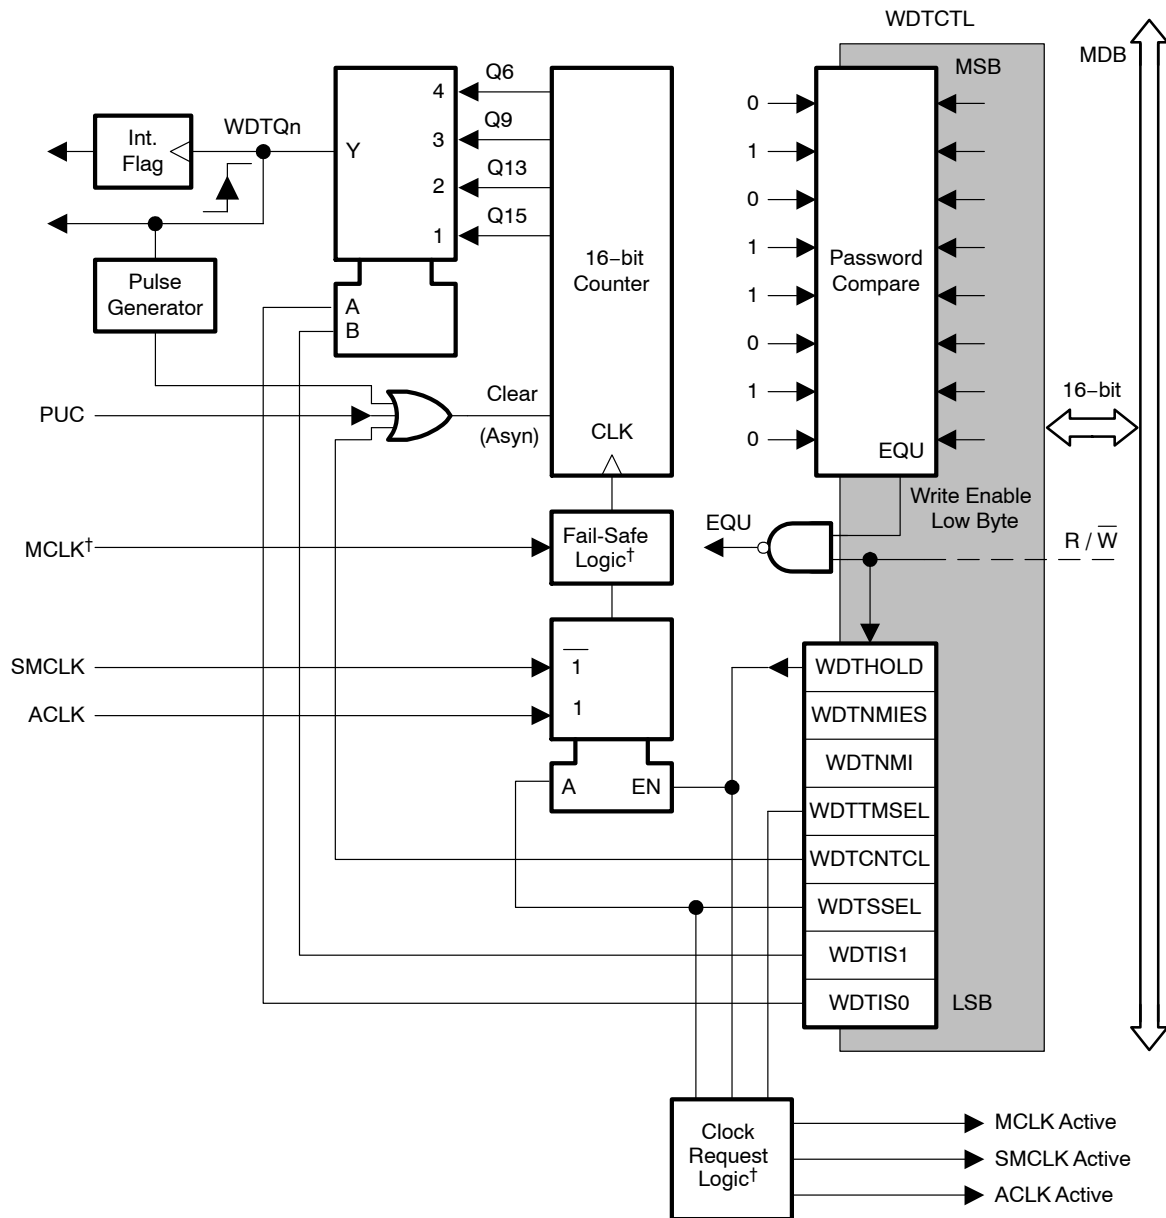 WDTCTL
MDB
MSB
Int.
Flag
WDTQn
Y
4
3
2
1
Q6
Q9
Q13
Q15
16−bit
Counter
0
1
0
1
1
0
1
0
Password
Compare
EQU
Pulse
Generator
A
B
PUC
Clear
(Asyn)
CLK
16−bit
Write Enable
Low Byte
EQU
R / W̅
MCLK†
Fail-Safe
Logic†
SMCLK
ACLK
1̅
1
A
EN
WDTHOLD
WDTNMIES
WDTNMI
WDTTMSEL
WDTCNTCL
WDTSSEL
WDTIS1
WDTIS0
LSB
Clock
Request
Logic†
MCLK Active
SMCLK Active
ACLK Active